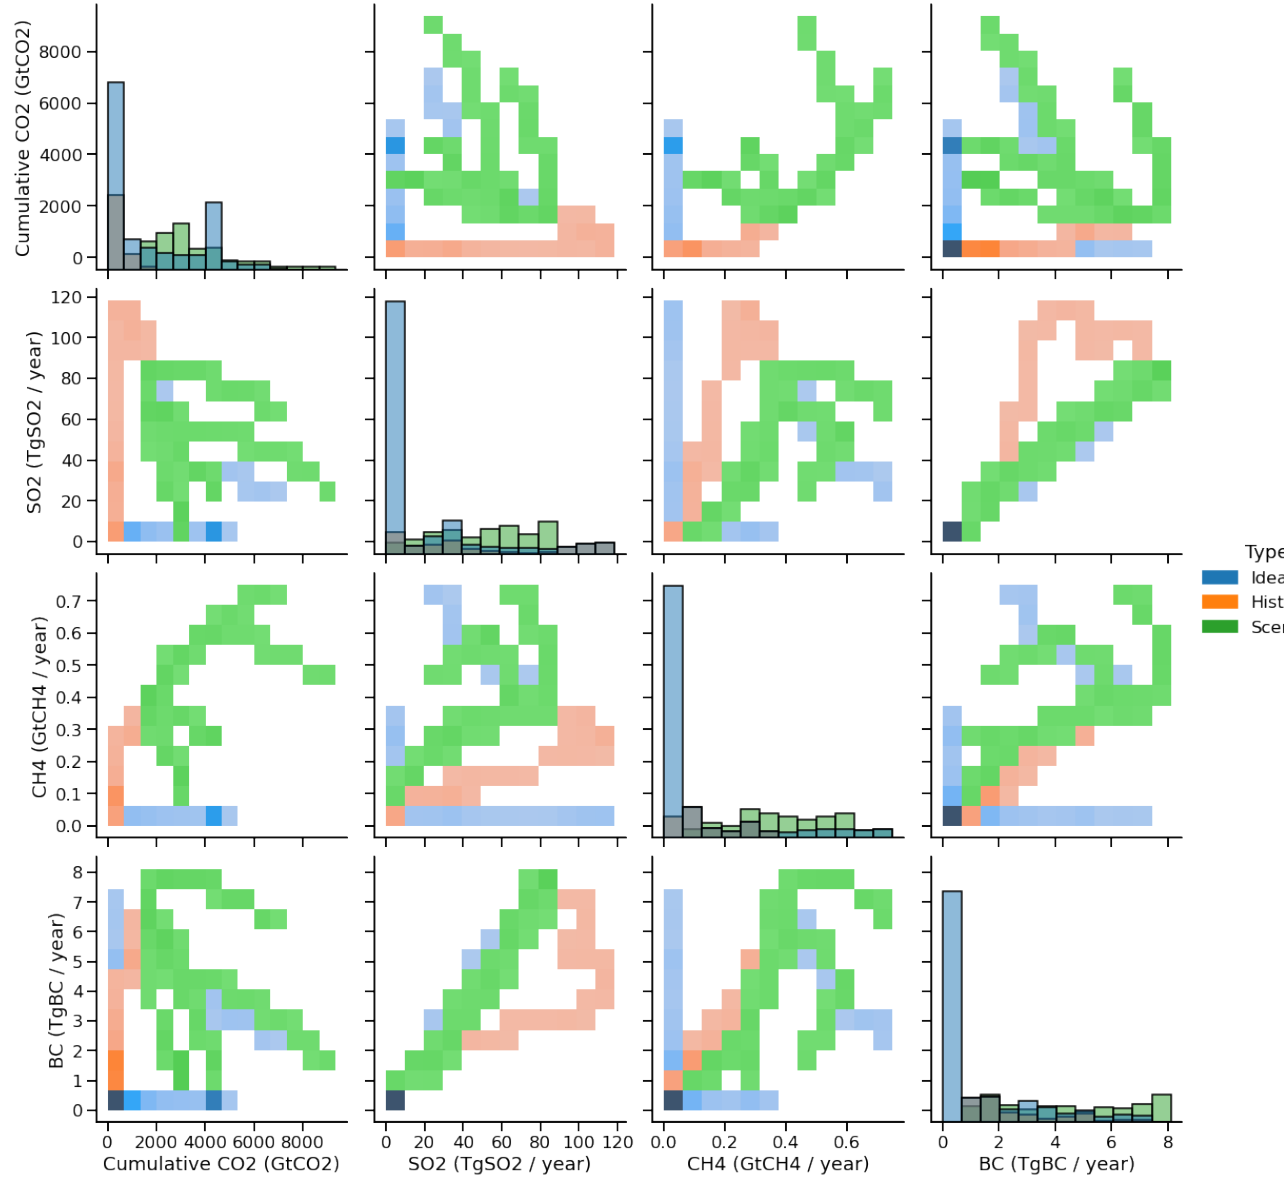 Cumulative CO2 (GtCO2)
8000
6000
4000
2000
0
SO2 (TgSO2 / year)
120
100
80
60
40
20
0
Type
Idea
Hist
Scer
CH4 (GtCH4 / year)
0.7
0.6
0.5
0.4
0.3
0.2
0.1
0.0
BC (TgBC / year)
8
7
6
5
4
3
2
1
0
0 2000 4000 6000 8000
0 20 40 60 80 100 120
0.0 0.2 0.4 0.6
0 2 4 6 8
Cumulative CO2 (GtCO2)
SO2 (TgSO2 / year)
CH4 (GtCH4 / year)
BC (TgBC / year)